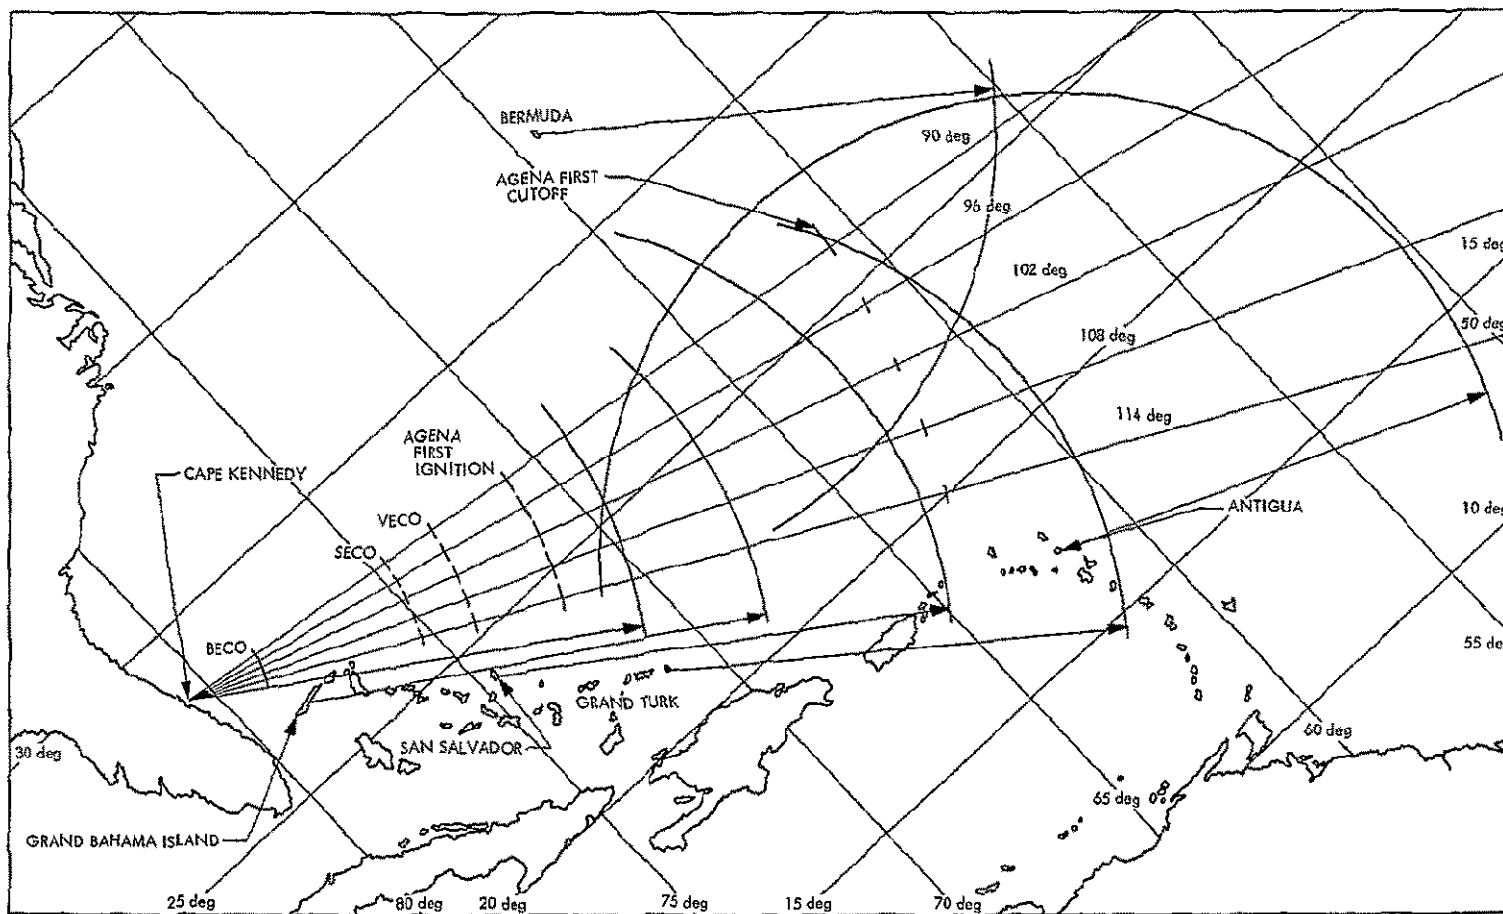 BERMUDA
90 deg
AGENA FIRST
CUTOFF
96 deg
15 deg
102 deg
50 deg
108 deg
114 deg
AGENA
FIRST
IGNITION
CAPE KENNEDY
ANTIGUA
10 deg
VECO
SECO
BECO
55 deg
GRAND TURK
60 deg
SAN SALVADOR
30 deg
65 deg
GRAND BAHAMA ISLAND
25 deg
80 deg
20 deg
75 deg
15 deg
70 deg